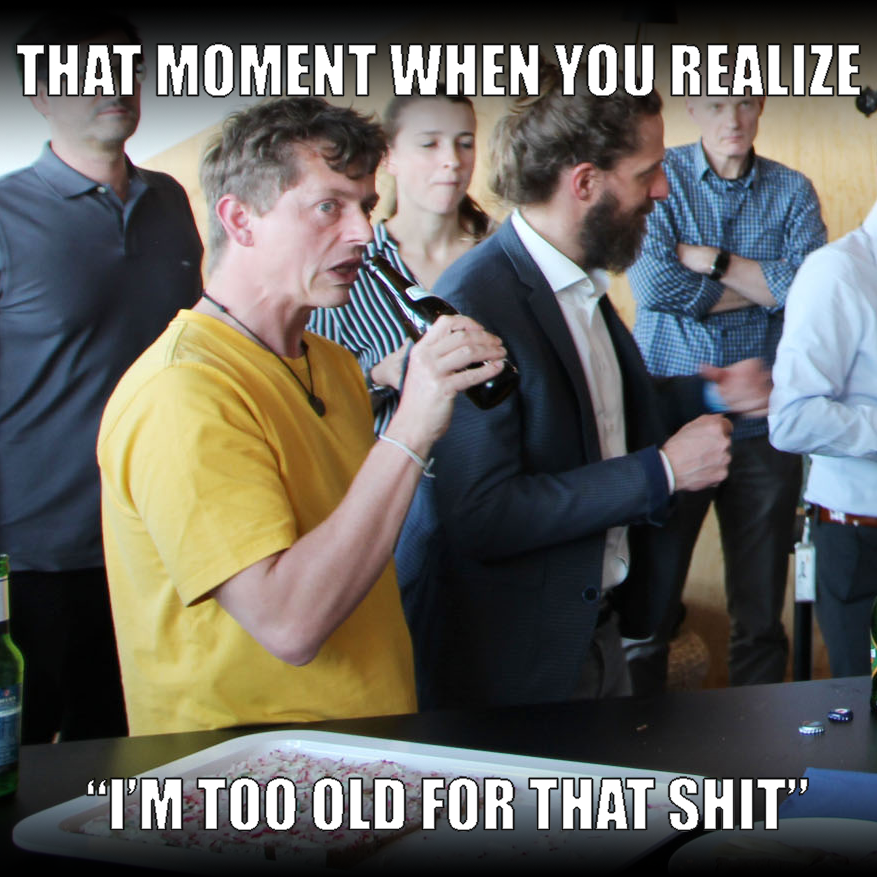 THAT MOMENT WHEN YOU REALIZE
“I’M TOO OLD FOR THAT SHIT”